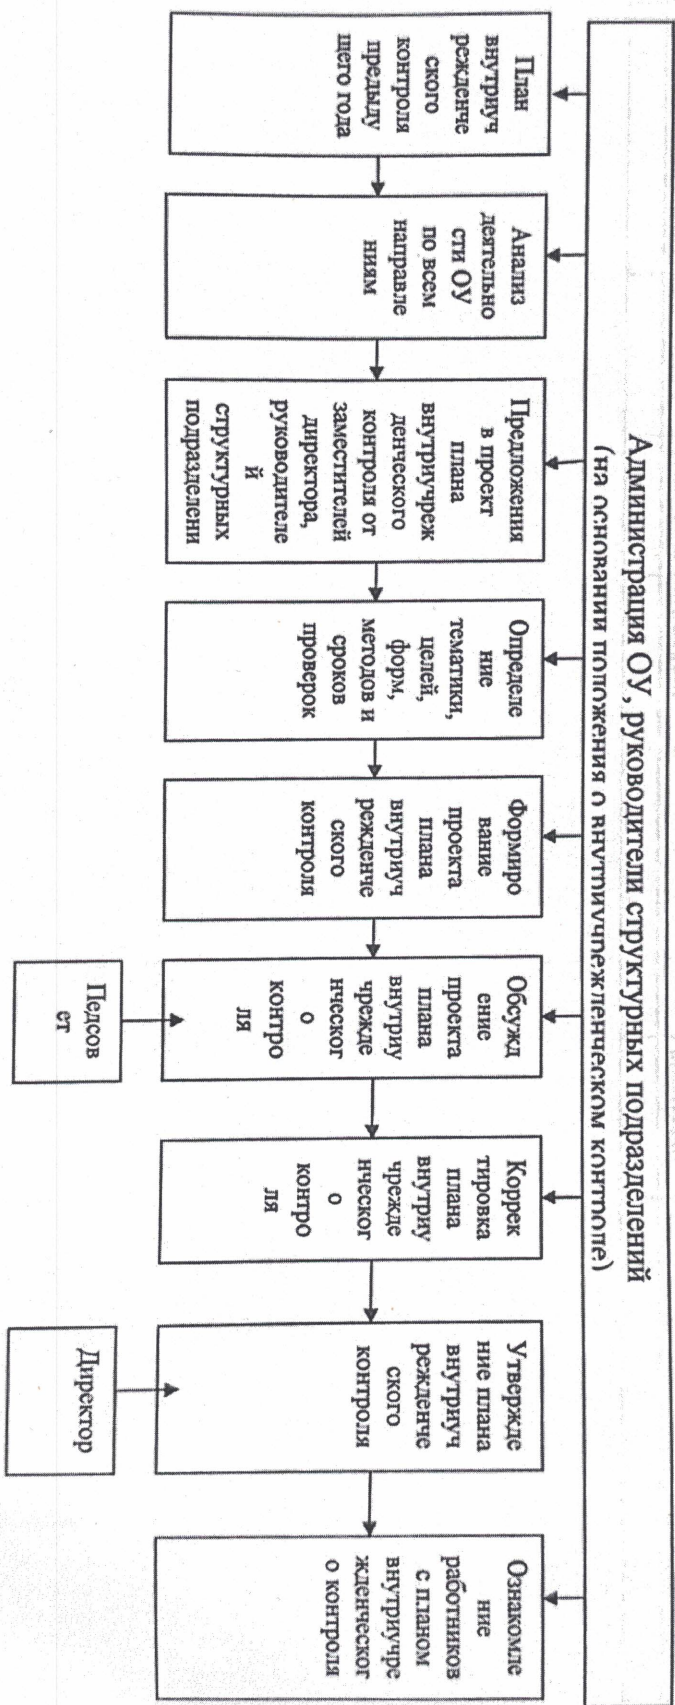 Администрация ОУ, руководители структурных подразделений
(на основании положения о внутриучрежденческом контроле)
План
внутриуч
режденче
ского
контроля
предыду
щего года
Анализ
деятельно
сти ОУ
по всем
направле
ниям
Предложения
в проект
плана
внутриучреж
денческого
контроля от
заместителей
директора,
руководителе
й
структурных
подразделени
Определе
ние
тематики,
целей,
форм,
методов и
сроков
проверок
Формиро
вание
проекта
плана
внутриуч
режденче
ского
контроля
Обсужд
ение
проекта
плана
внутриу
чрежде
нческог
о
контро
ля
Коррек
тировка
плана
внутриу
чрежде
нческог
о
контро
ля
Утвержде
ние плана
внутриуч
режденче
ского
контроля
Ознакомле
ние
работников
с планом
внутриучре
жденческог
о контроля
Педсов
ет
Директор